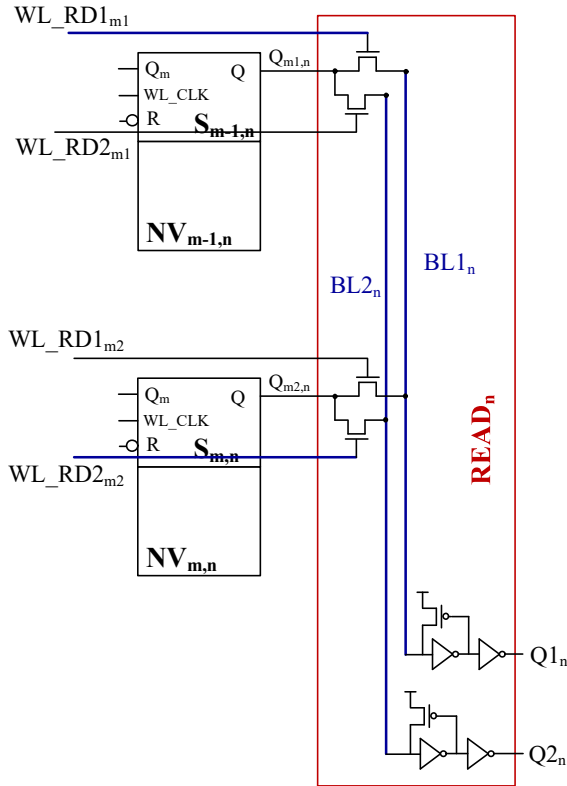 WL_RD1m1
Qm Q Qm1,n
WL_CLK
R Sm-1,n
WL_RD2m1
NVm-1,n
BL1n
BL2n
WL_RD1m2
Qm Q Qm2,n
WL_CLK
R Sm,n
WL_RD2m2
READn
NVm,n
Q1n
Q2n